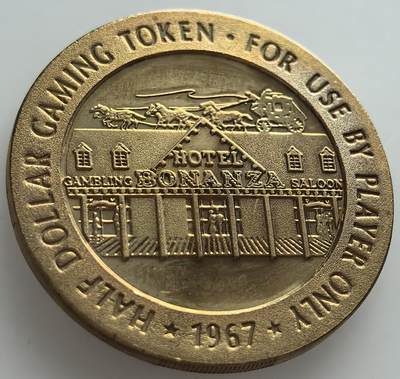 HALF DOLLAR GAMING TOKEN · FOR USE BY PLAYER ONLY
HOTEL
GAMBLING BONANZA SALOON
★ 1967 ★